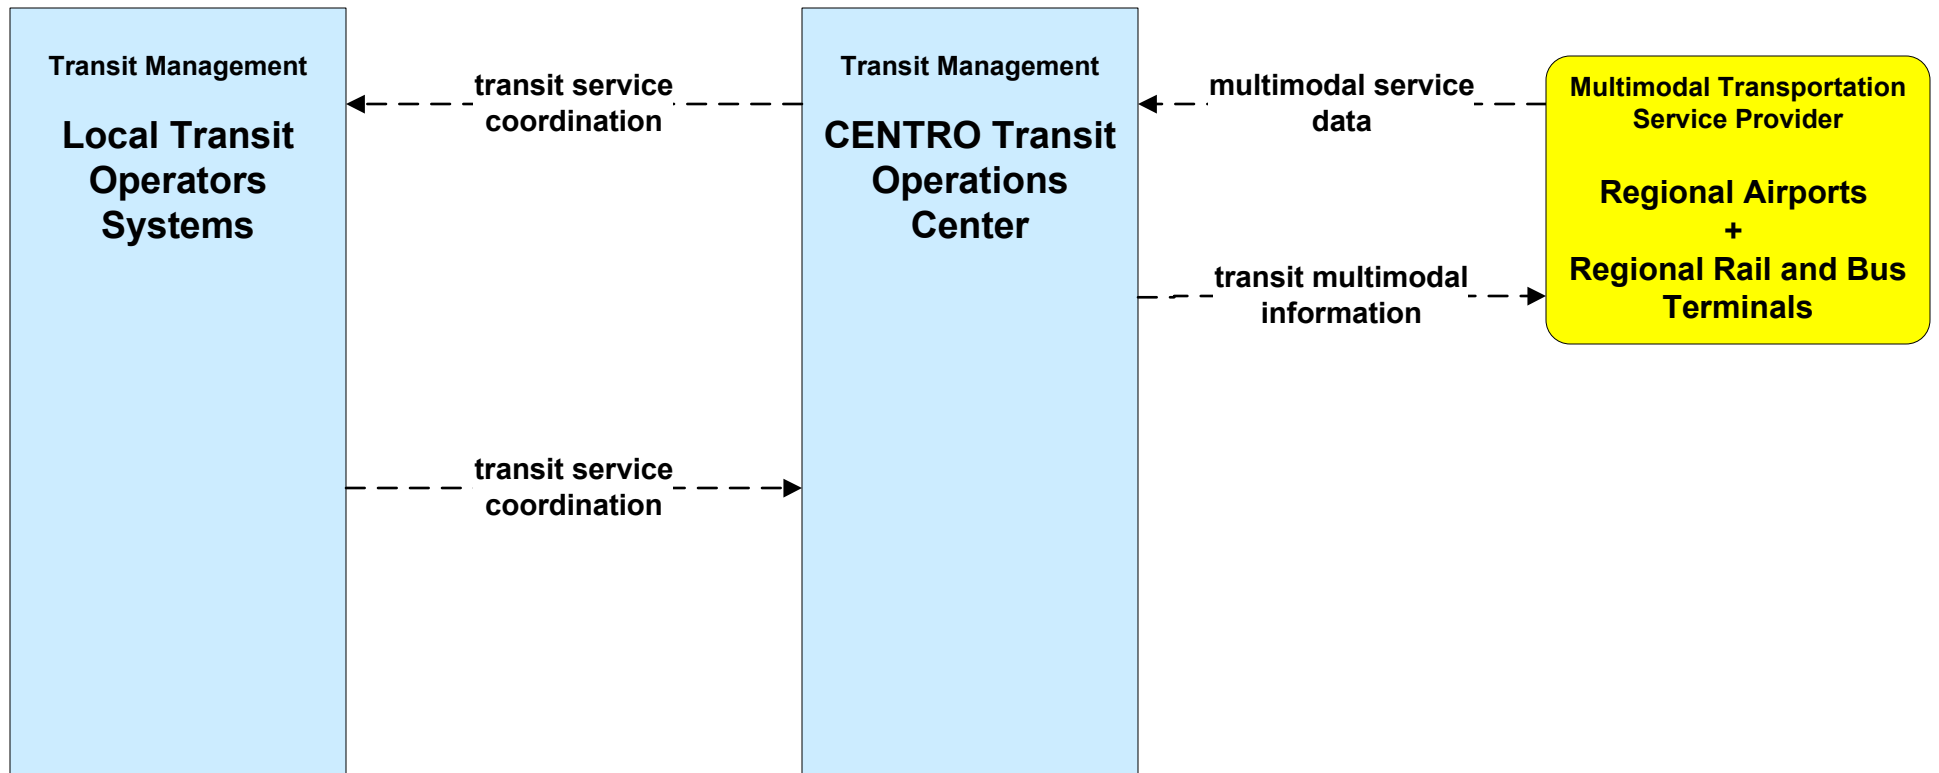 Transit Management
Local Transit
Operators
Systems
transit service
coordination
transit service
coordination
Transit Management
CENTRO Transit
Operations
Center
multimodal service
data
transit multimodal
information
Multimodal Transportation
Service Provider
Regional Airports
+
Regional Rail and Bus
Terminals